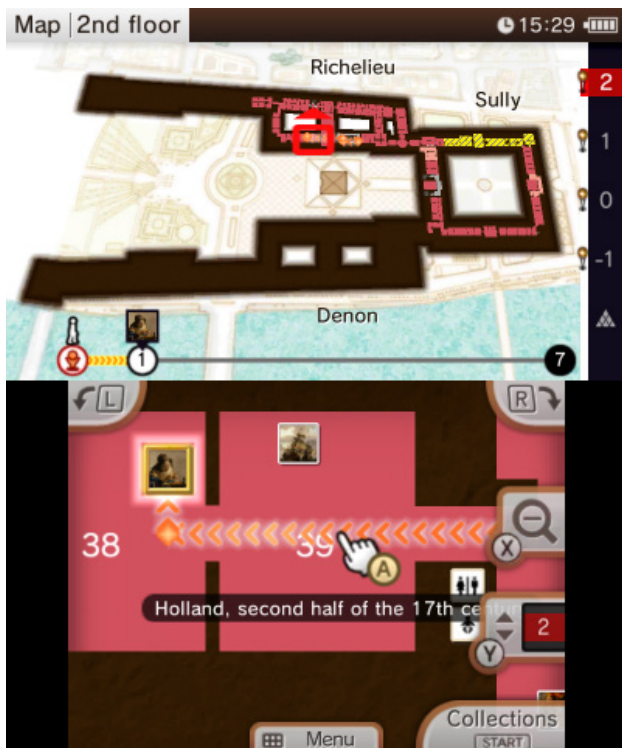 Map 2nd floor 15:29
Richelieu
Sully
2
1
0
-1
Denon
1 7
L R
38 39
A
X
Holland, second half of the 17th centur
2
Y
Collections
START
Menu